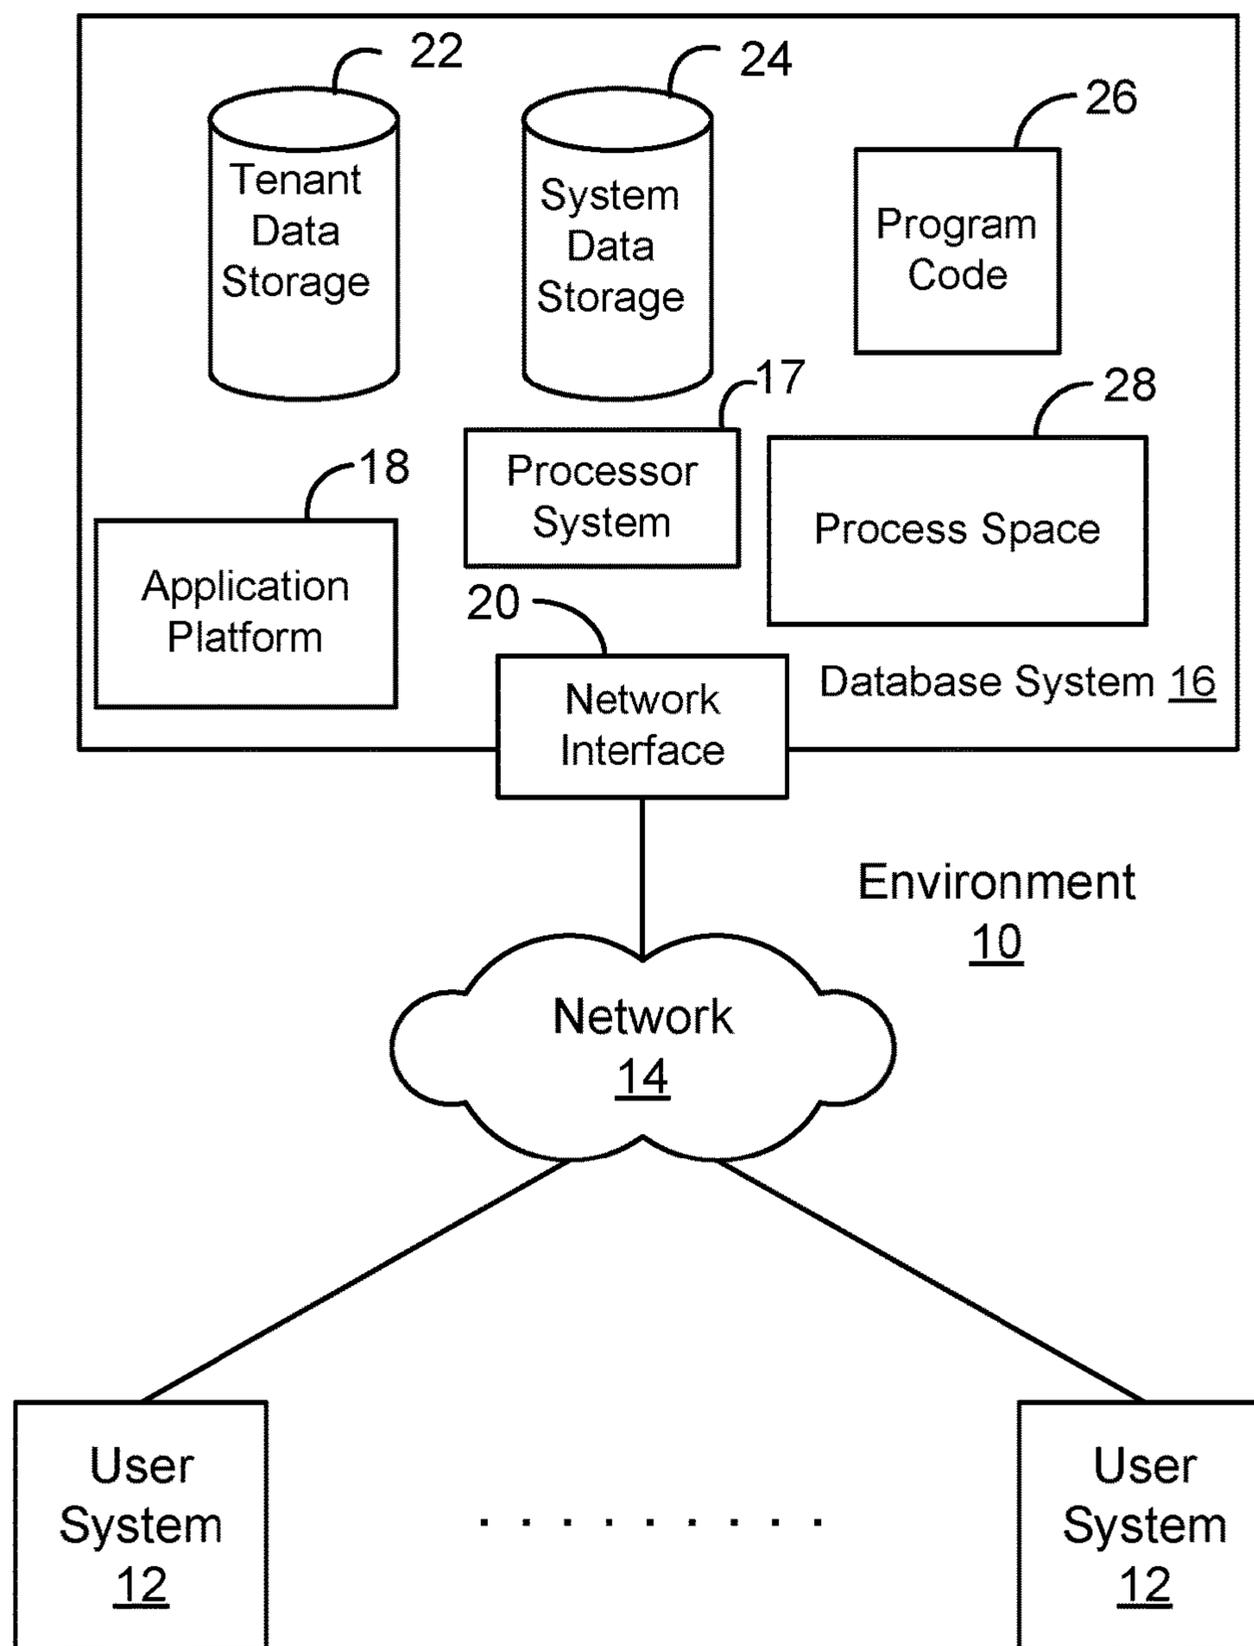 22
24
26
Tenant
Data
Storage
System
Data
Storage
Program
Code
17
28
18
Processor
System
Process Space
Application
Platform
20
Network
Interface
Database System 16
Environment
10
Network
14
User
System
12
. . . . . . . . .
User
System
12